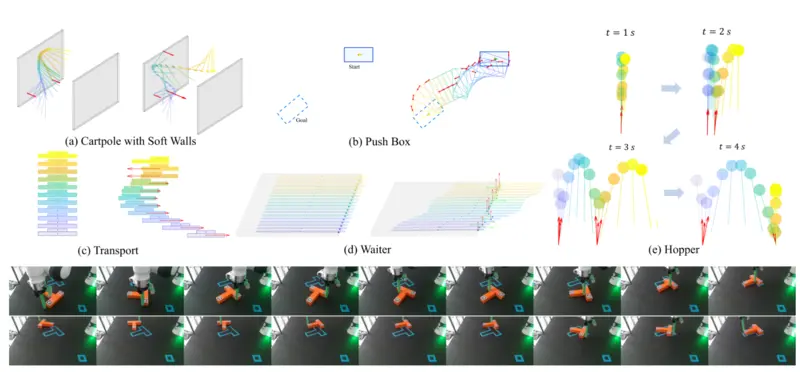 t = 1 s
t = 2 s
Start
Goal
(a) Cartpole with Soft Walls
(b) Push Box
t = 3 s
t = 4 s
(c) Transport
(d) Waiter
(e) Hopper